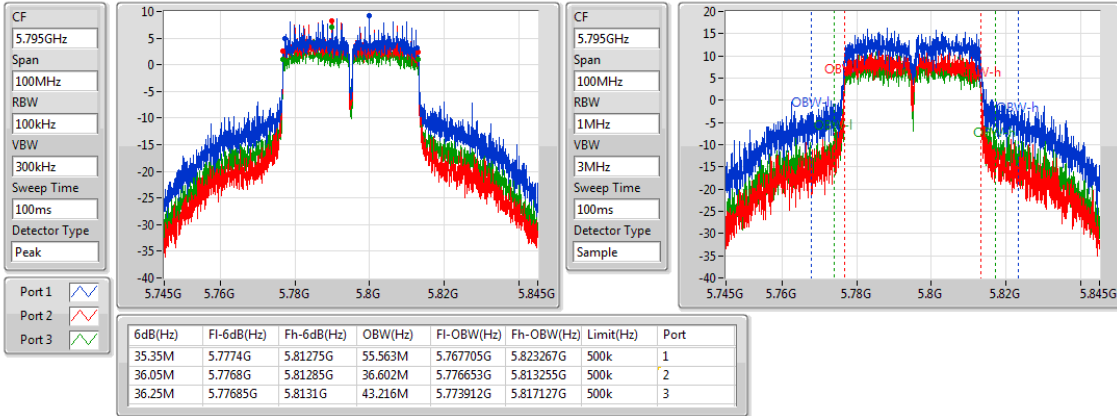 CF
5.795GHz
Span
100MHz
RBW
100kHz
VBW
300kHz
Sweep Time
100ms
Detector Type
Peak
10
5
0
-5
-10
-15
-20
-25
-30
-35
-40
5.745G 5.76G 5.78G 5.8G 5.82G 5.845G
CF
5.795GHz
Span
100MHz
RBW
1MHz
VBW
3MHz
Sweep Time
100ms
Detector Type
Sample
20
15
10
5
0
-5
-10
-15
-20
-25
-30
-35
-40
OBW-h
OBW-h
5.745G 5.76G 5.78G 5.8G 5.82G 5.845G
Port 1
Port 2
Port 3
6dB(Hz) Fl-6dB(Hz) Fh-6dB(Hz) OBW(Hz) Fl-OBW(Hz) Fh-OBW(Hz) Limit(Hz) Port
35.35M 5.7774G 5.81275G 55.563M 5.767705G 5.823267G 500k 1
36.05M 5.7768G 5.81285G 36.602M 5.776653G 5.813255G 500k 2
36.25M 5.77685G 5.8131G 43.216M 5.773912G 5.817127G 500k 3